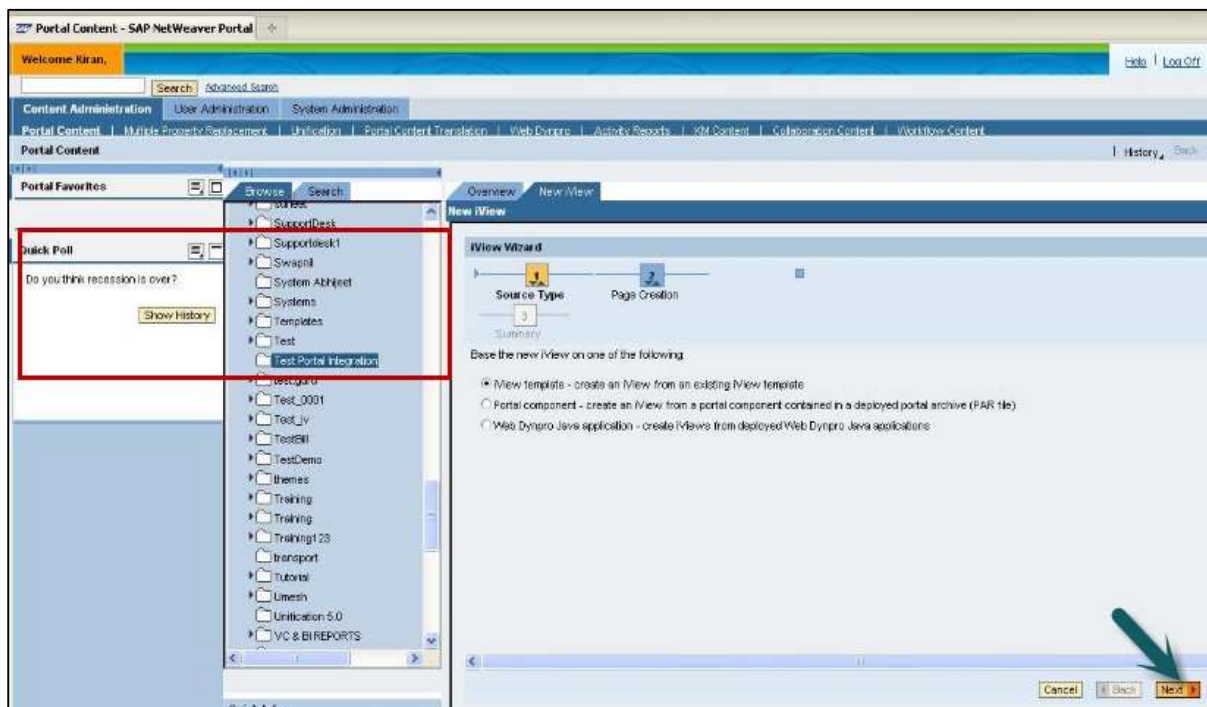 Portal Content - SAP NetWeaver Portal
Welcome Kiran,
Help | Log Off
Search Advanced Search
Content Administration User Administration System Administration
Portal Content | Multiple Property Replacement | Unification | Portal Content Translation | Web Dynpro | Activity Reports | KM Content | Collaboration Content | Workflow Content
Portal Content
| History Back
Portal Favorites
Quick Poll
Do you think recession is over?
Show History
Browse Search
suneet
SupportDesk
Supportdesk1
Swapnil
System Abhijeet
Systems
Templates
Test
Test Portal Integration
Test_0001
Test_jv
TestBill
TestDemo
themes
Training
Training
Training123
transport
Tutorial
Umesh
Unification 5.0
VC & BI REPORTS
Overview New iView
New iView
iView Wizard
1 2
Source Type Page Creation
3
Summary
Base the new iView on one of the following:
iView template - create an iView from an existing iView template
Portal component - create an iView from a portal component contained in a deployed portal archive (PAR file)
Web Dynpro Java application - create iViews from deployed Web Dynpro Java applications
Cancel Back Next